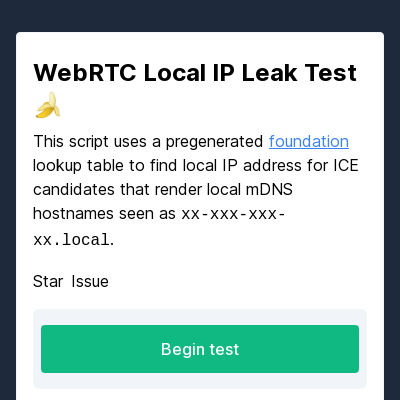 WebRTC Local IP Leak Test
🍌
This script uses a pregenerated foundation
lookup table to find local IP address for ICE
candidates that render local mDNS
hostnames seen as xx-xxx-xxx-
xx.local.
Star Issue
Begin test